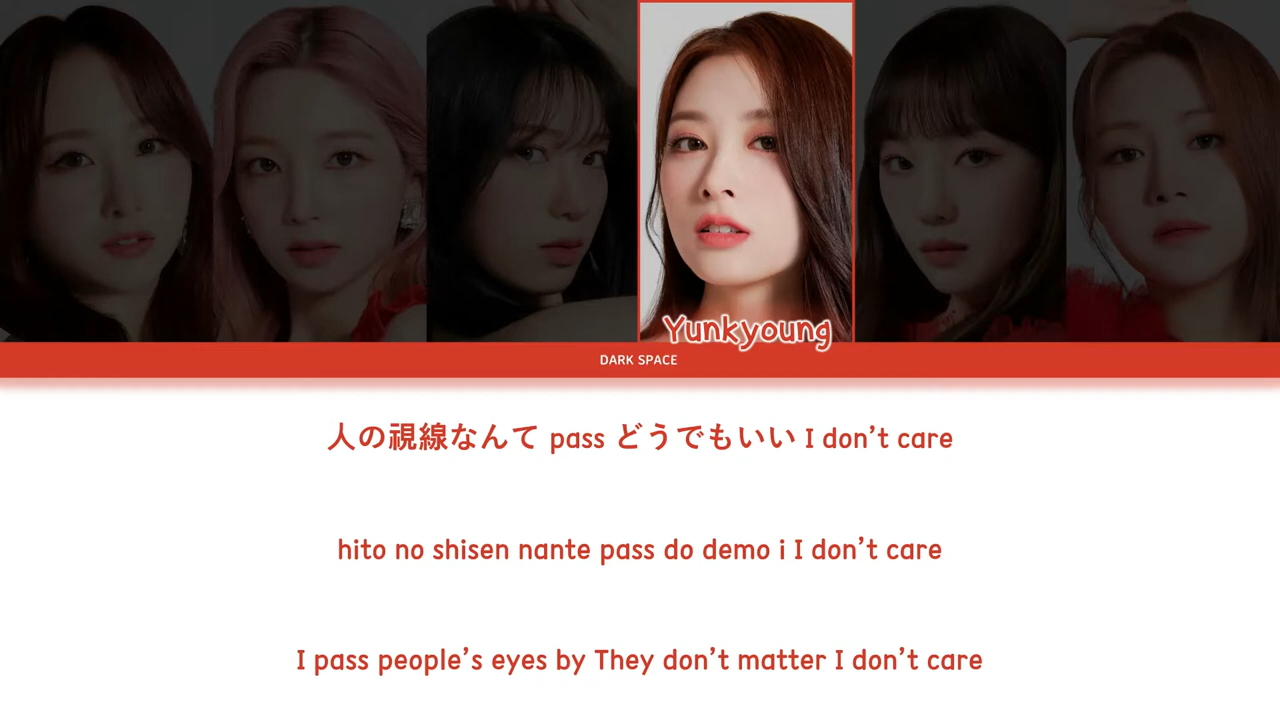 Yunkyoung
DARK SPACE
人の視線なんて pass どうでもいい I don't care
hito no shisen nante pass do demo i I don't care
I pass people's eyes by They don't matter I don't care